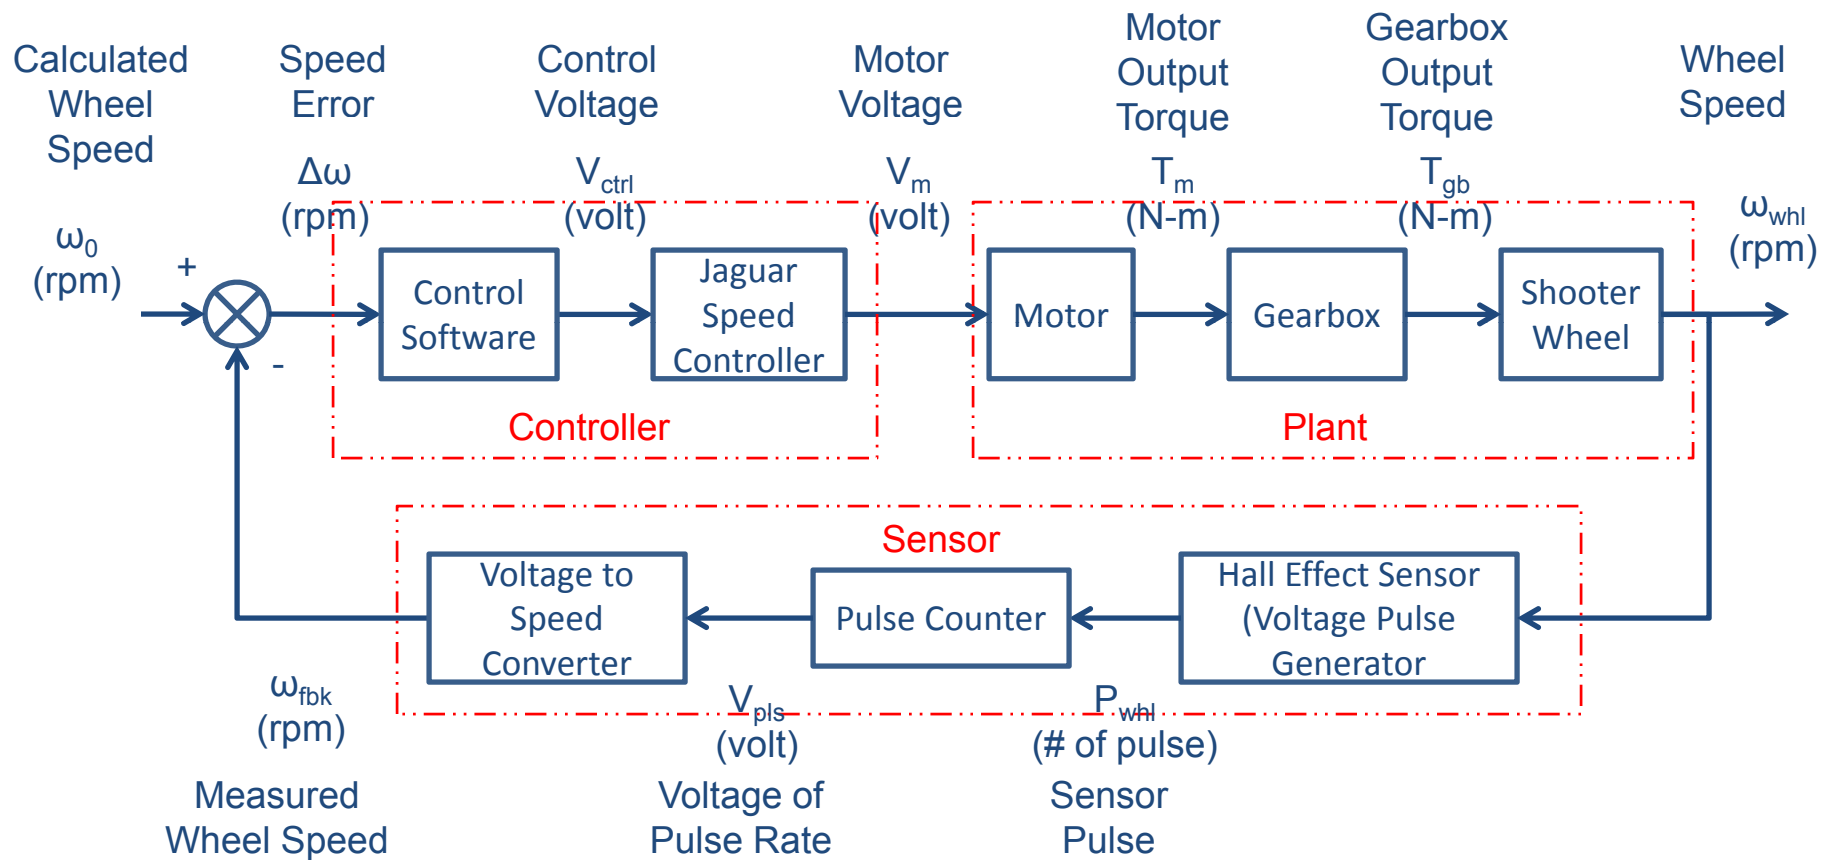 Calculated
Wheel
Speed
Speed
Error
Control
Voltage
Motor
Voltage
Motor
Output
Torque
Gearbox
Output
Torque
Wheel
Speed
ω0
(rpm)
+
-
Δω
(rpm)
Vctrl
(volt)
Vm
(volt)
Tm
(N-m)
Tgb
(N-m)
ωwhl
(rpm)
Control
Software
Jaguar
Speed
Controller
Motor
Gearbox
Shooter
Wheel
Controller
Plant
Sensor
Voltage to
Speed
Converter
Pulse Counter
Hall Effect Sensor
(Voltage Pulse
Generator
ωfbk
(rpm)
Vpls
(volt)
Pwhl
(# of pulse)
Measured
Wheel Speed
Voltage of
Pulse Rate
Sensor
Pulse